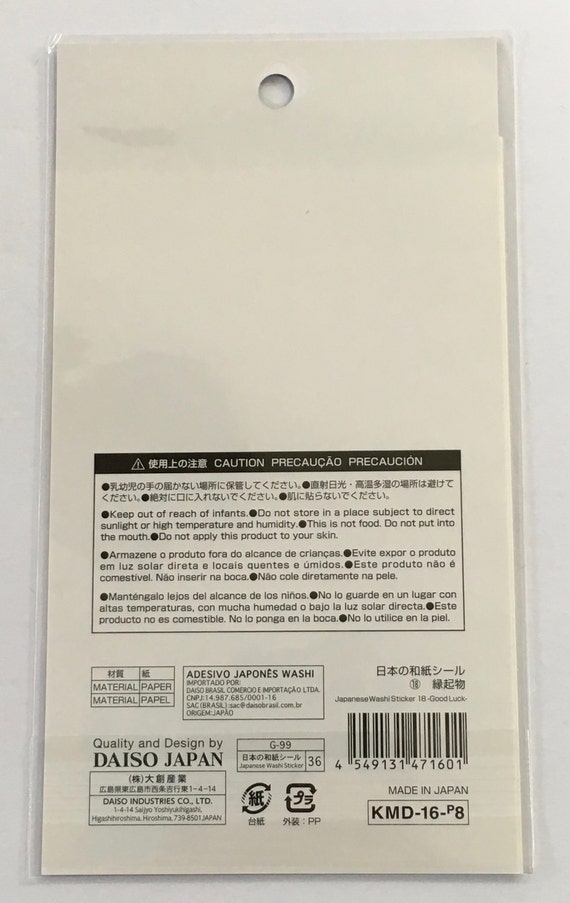 ⚠ 使用上の注意 CAUTION PRECAUÇÃO PRECAUCIÓN
●乳幼児の手の届かない場所に保管してください。●直射日光・高温多湿の場所は避けて
ください。●絶対に口に入れないでください。●肌に貼らないでください。
●Keep out of reach of infants.●Do not store in a place subject to direct
sunlight or high temperature and humidity.●This is not food. Do not put into
the mouth.●Do not apply this product to your skin.
●Armazene o produto fora do alcance de crianças.●Evite expor o produto
em luz solar direta e locais quentes e úmidos.●Este produto não é
comestível. Não inserir na boca.●Não cole diretamente na pele.
●Manténgalo lejos del alcance de los niños.●No lo guarde en un lugar con
altas temperaturas, con mucha humedad o bajo la luz solar directa.●Este
producto no es comestible. No lo ponga en la boca.●No lo utilice en la piel.
材質 紙
MATERIAL PAPER
MATERIAL PAPEL
ADESIVO JAPONÊS WASHI
IMPORTADO POR:
DAISO BRASIL COMERCIO E IMPORTAÇÃO LTDA.
CNPJ:14.987.685/0001-16
SAC (BRASIL):sac@daisobrasil.com.br
ORIGEM:JAPÃO
日本の和紙シール
⑱ 縁起物
Japanese Washi Sticker 18 -Good Luck-
4 549131 471601
Quality and Design by
DAISO JAPAN
(株)大創産業
広島県東広島市西条吉行東1-4-14
DAISO INDUSTRIES CO., LTD.
1-4-14 Saijyo Yoshiyukihigashi,
Higashihiroshima, Hiroshima, 739-8501 JAPAN
G-99
日本の和紙シール
Japanese Washi Sticker
36
紙
台紙
プラ
外装:PP
MADE IN JAPAN
KMD-16-P8